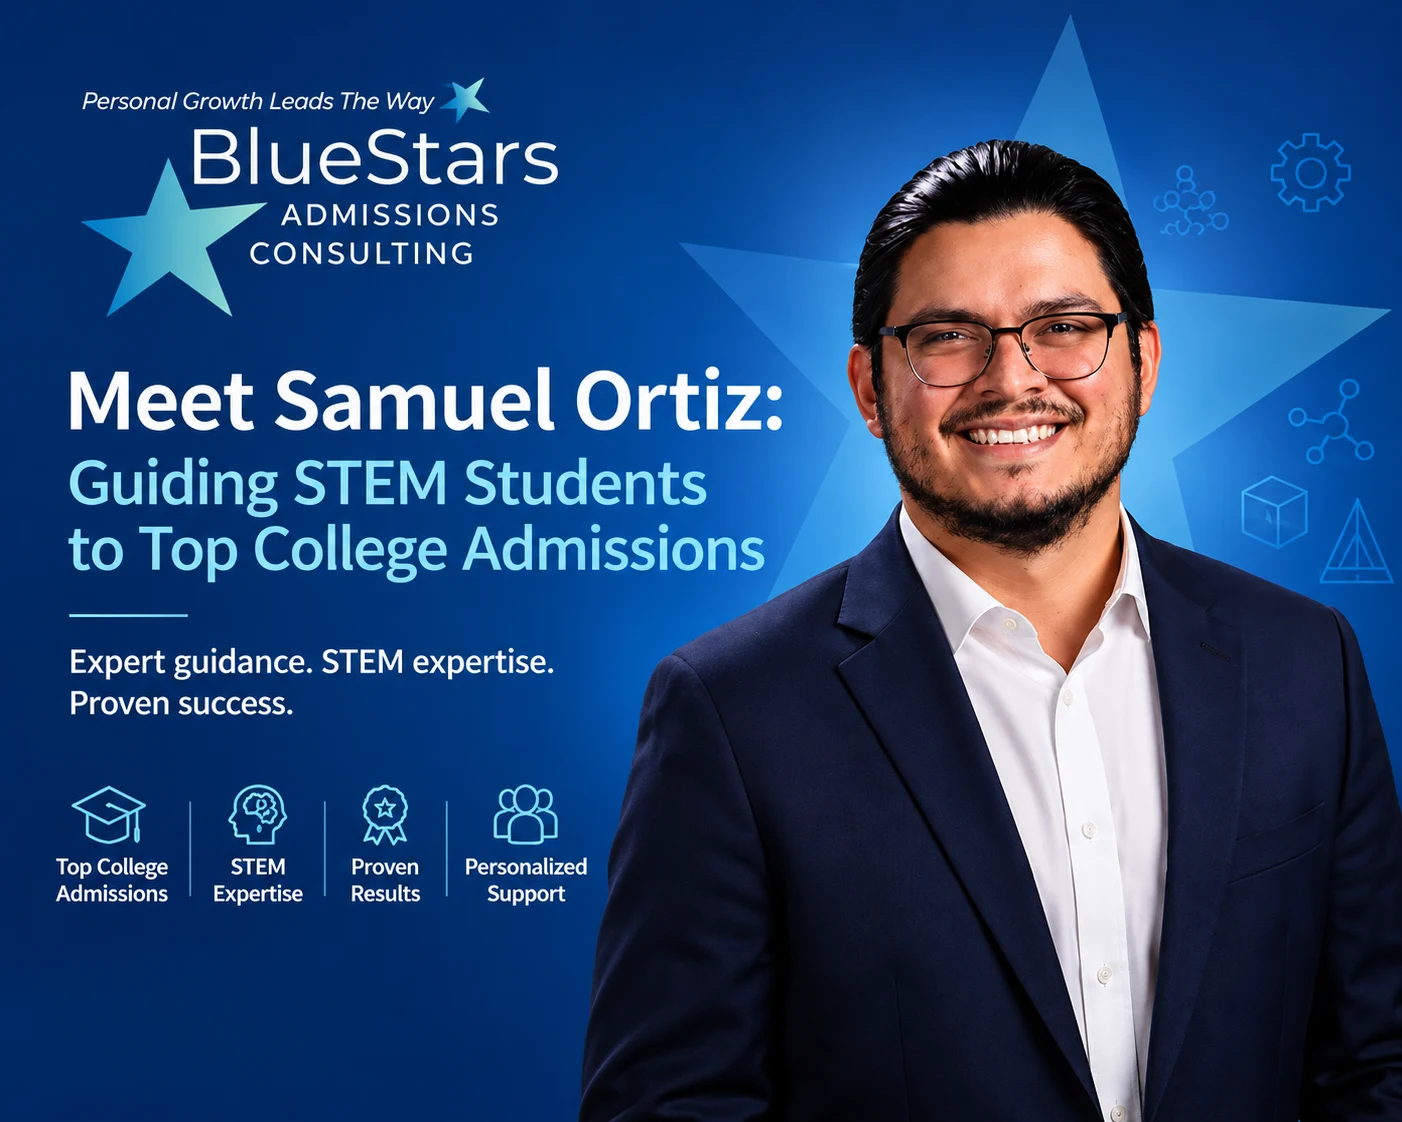 Personal Growth Leads The Way
BlueStars
ADMISSIONS
CONSULTING
Meet Samuel Ortiz:
Guiding STEM Students
to Top College Admissions
Expert guidance. STEM expertise.
Proven success.
Top College
Admissions
STEM
Expertise
Proven
Results
Personalized
Support